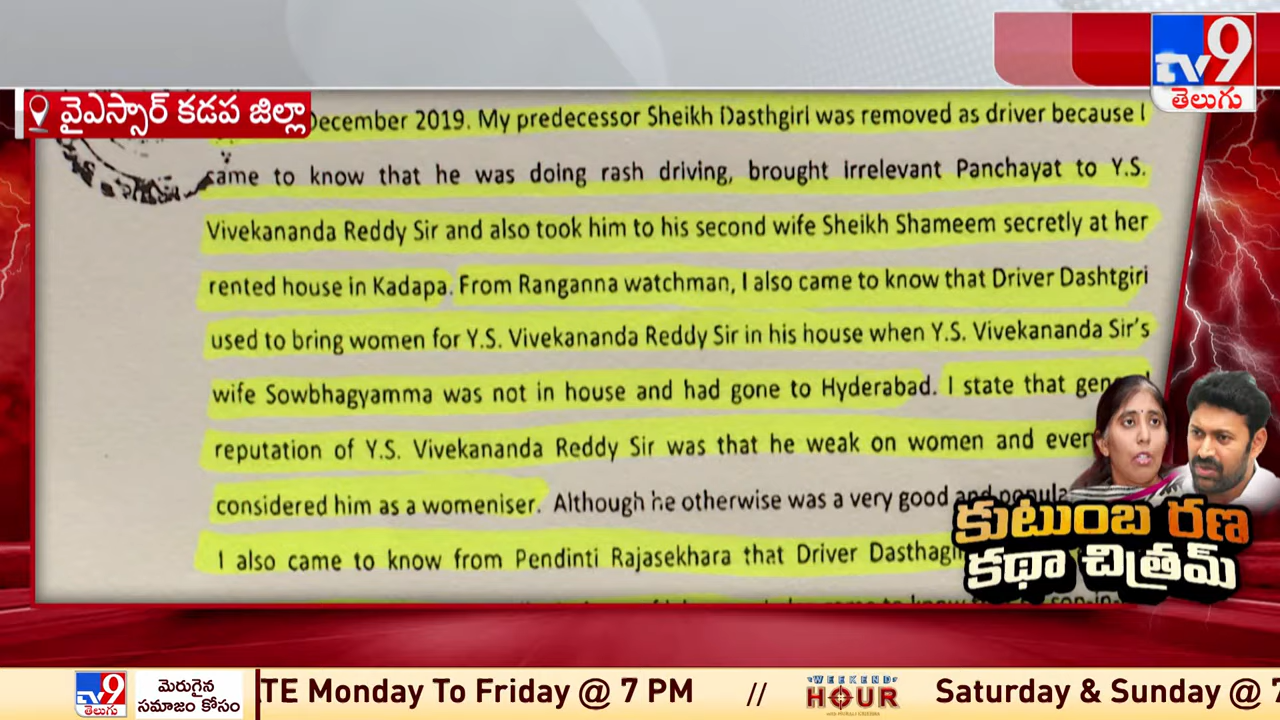 TV9
తెలుగు
వైఎస్సార్ కడప జిల్లా
December 2019. My predecessor Sheikh Dasthgiri was removed as driver because I
came to know that he was doing rash driving, brought irrelevant Panchayat to Y.S.
Vivekananda Reddy Sir and also took him to his second wife Sheikh Shameem secretly at her
rented house in Kadapa. From Ranganna watchman, I also came to know that Driver Dashtgiri
used to bring women for Y.S. Vivekananda Reddy Sir in his house when Y.S. Vivekananda Sir's
wife Sowbhagyamma was not in house and had gone to Hyderabad. I state that
reputation of Y.S. Vivekananda Reddy Sir was that he weak on women and
considered him as a womeniser. Although he otherwise was a very good and
I also came to know from Pendinti Rajasekhara that Driver
కుటుంబ రణ
కథా చిత్రమ్
TV9
తెలుగు
మెరుగైన
సమాజం కోసం
TE Monday To Friday @ 7 PM // WEEKEND HOUR Saturday & Sunday @ 7